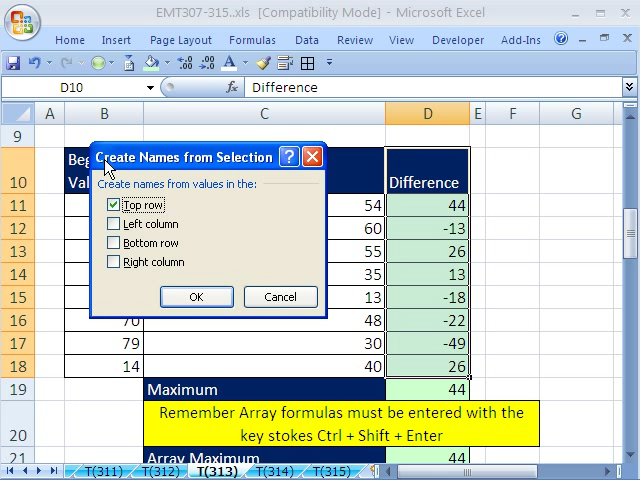 EMT307-315..xls [Compatibility Mode] - Microsoft Excel
Home Insert Page Layout Formulas Data Review View Developer Add-Ins
D10 fx Difference
A B C D E F G
9
10 Difference
11 54 44
12 60 -13
13 55 26
14 35 13
15 13 -18
16 70 48 -22
17 79 30 -49
18 14 40 26
19 Maximum 44
20 Remember Array formulas must be entered with the
key stokes Ctrl + Shift + Enter
21 Array Maximum 44
Create Names from Selection
Create names from values in the:
Top row
Left column
Bottom row
Right column
OK Cancel
T(311) T(312) T(313) T(314) T(315)